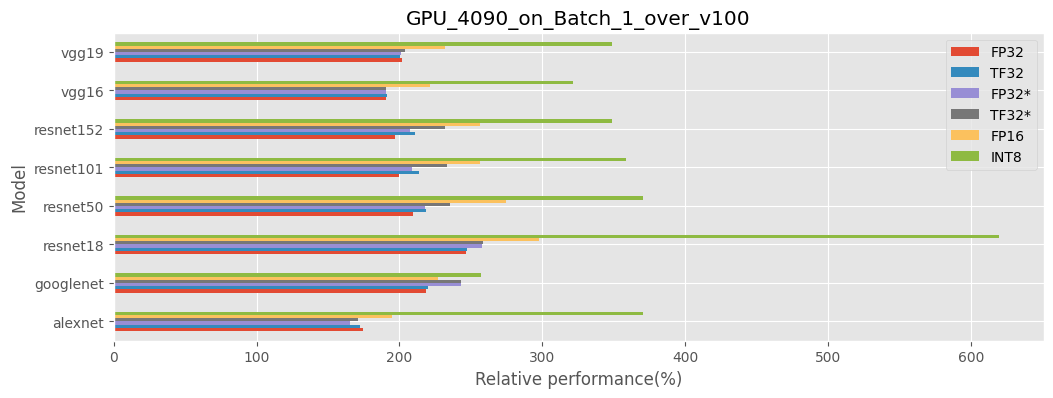 GPU_4090_on_Batch_1_over_v100
FP32
TF32
FP32*
TF32*
FP16
INT8
Model
vgg19
vgg16
resnet152
resnet101
resnet50
resnet18
googlenet
alexnet
0 100 200 300 400 500 600
Relative performance(%)